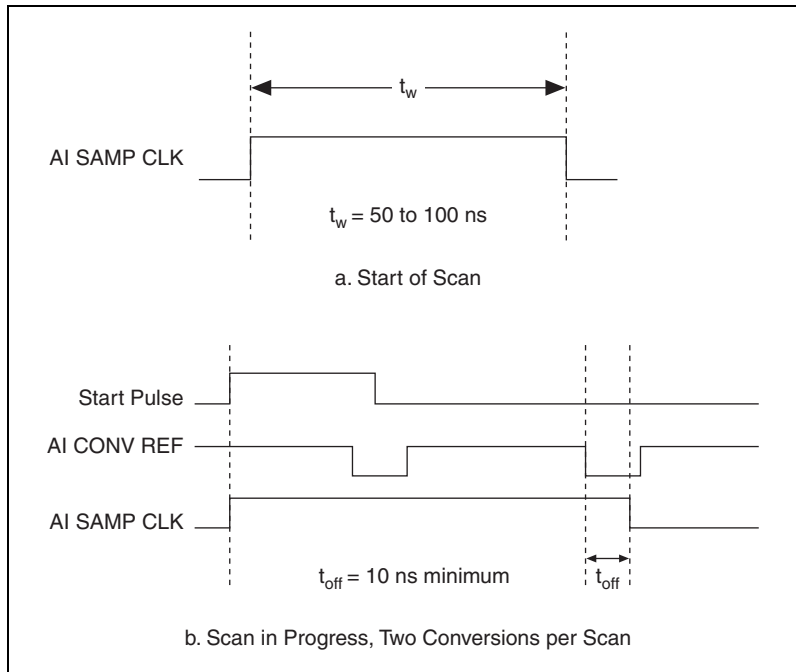 t_w
AI SAMP CLK
t_w = 50 to 100 ns
a. Start of Scan
Start Pulse
AI CONV REF
AI SAMP CLK
t_off = 10 ns minimum
t_off
b. Scan in Progress, Two Conversions per Scan